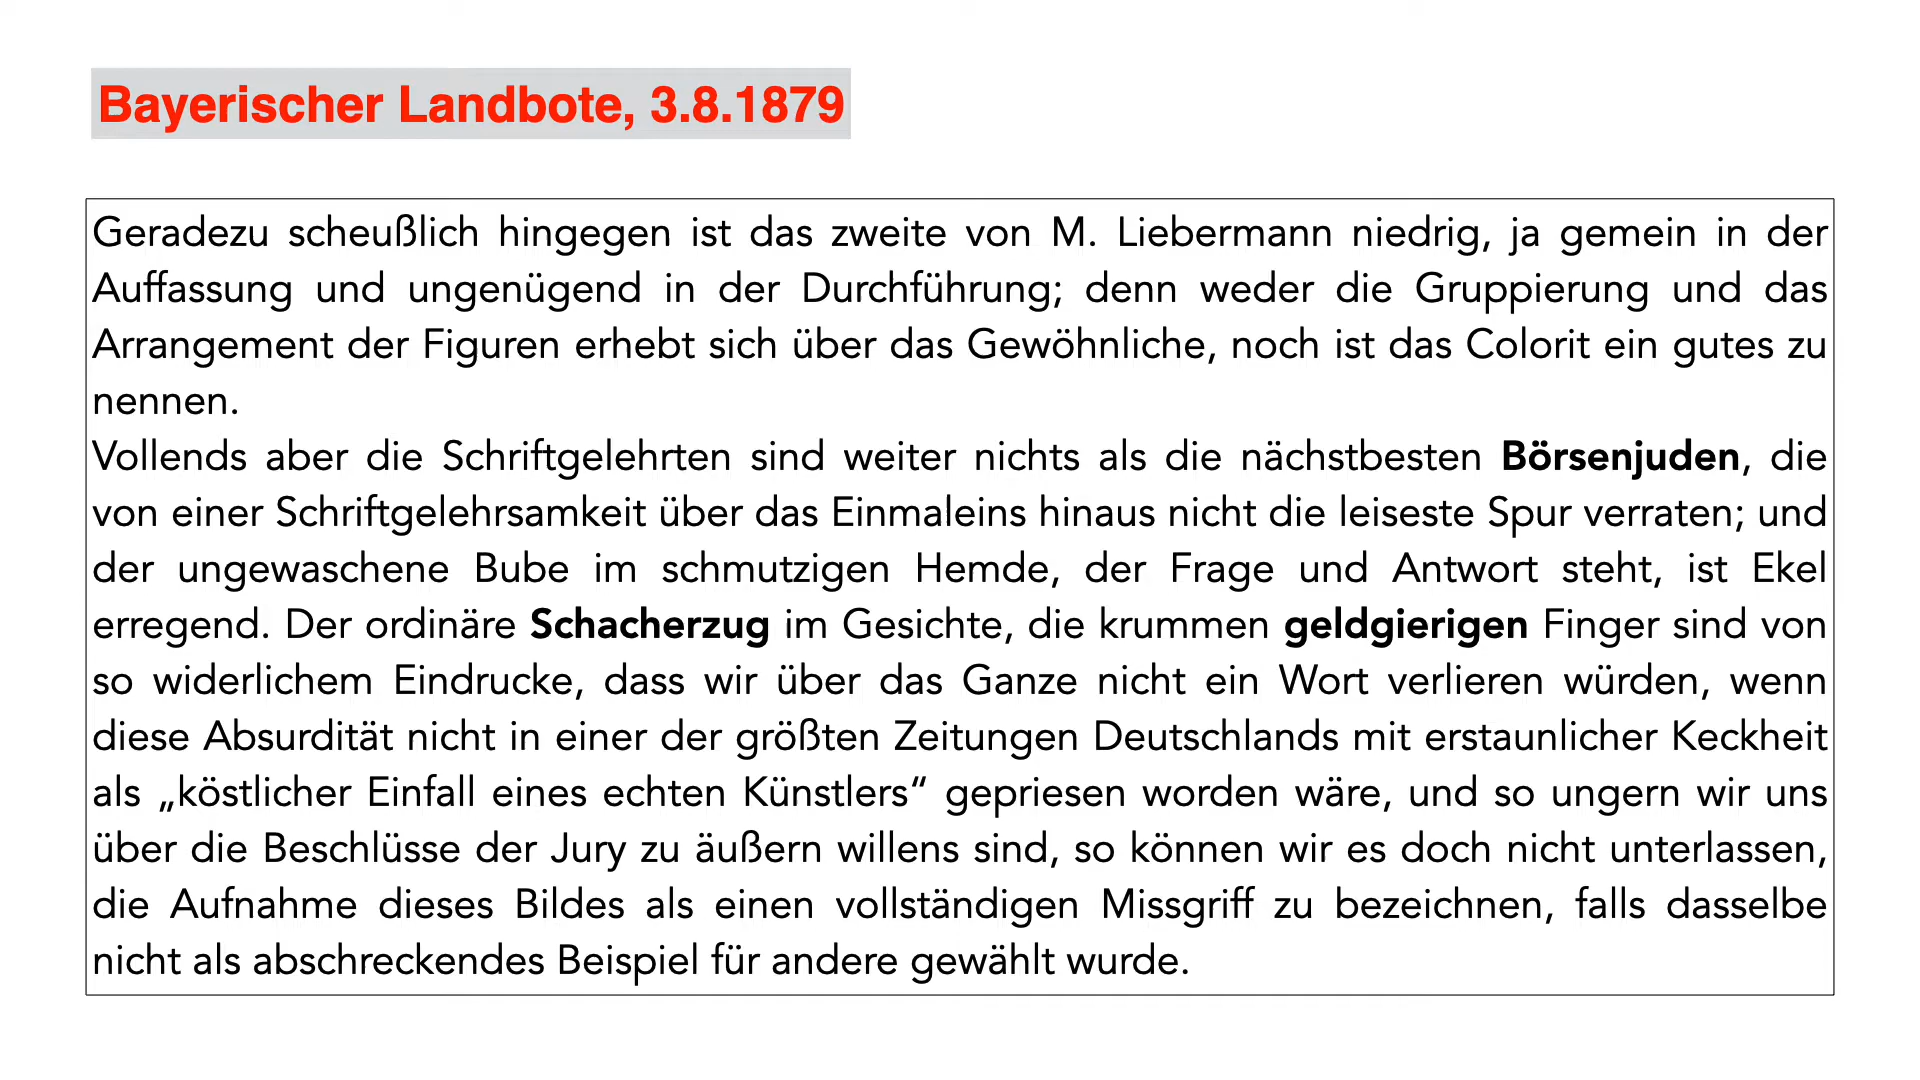 Bayerischer Landbote, 3.8.1879
Geradezu scheußlich hingegen ist das zweite von M. Liebermann niedrig, ja gemein in der
Auffassung und ungenügend in der Durchführung; denn weder die Gruppierung und das
Arrangement der Figuren erhebt sich über das Gewöhnliche, noch ist das Colorit ein gutes zu
nennen.
Vollends aber die Schriftgelehrten sind weiter nichts als die nächstbesten Börsenjuden, die
von einer Schriftgelehrsamkeit über das Einmaleins hinaus nicht die leiseste Spur verraten; und
der ungewaschene Bube im schmutzigen Hemde, der Frage und Antwort steht, ist Ekel
erregend. Der ordinäre Schacherzug im Gesichte, die krummen geldgierigen Finger sind von
so widerlichem Eindrucke, dass wir über das Ganze nicht ein Wort verlieren würden, wenn
diese Absurdität nicht in einer der größten Zeitungen Deutschlands mit erstaunlicher Keckheit
als „köstlicher Einfall eines echten Künstlers“ gepriesen worden wäre, und so ungern wir uns
über die Beschlüsse der Jury zu äußern willens sind, so können wir es doch nicht unterlassen,
die Aufnahme dieses Bildes als einen vollständigen Missgriff zu bezeichnen, falls dasselbe
nicht als abschreckendes Beispiel für andere gewählt wurde.